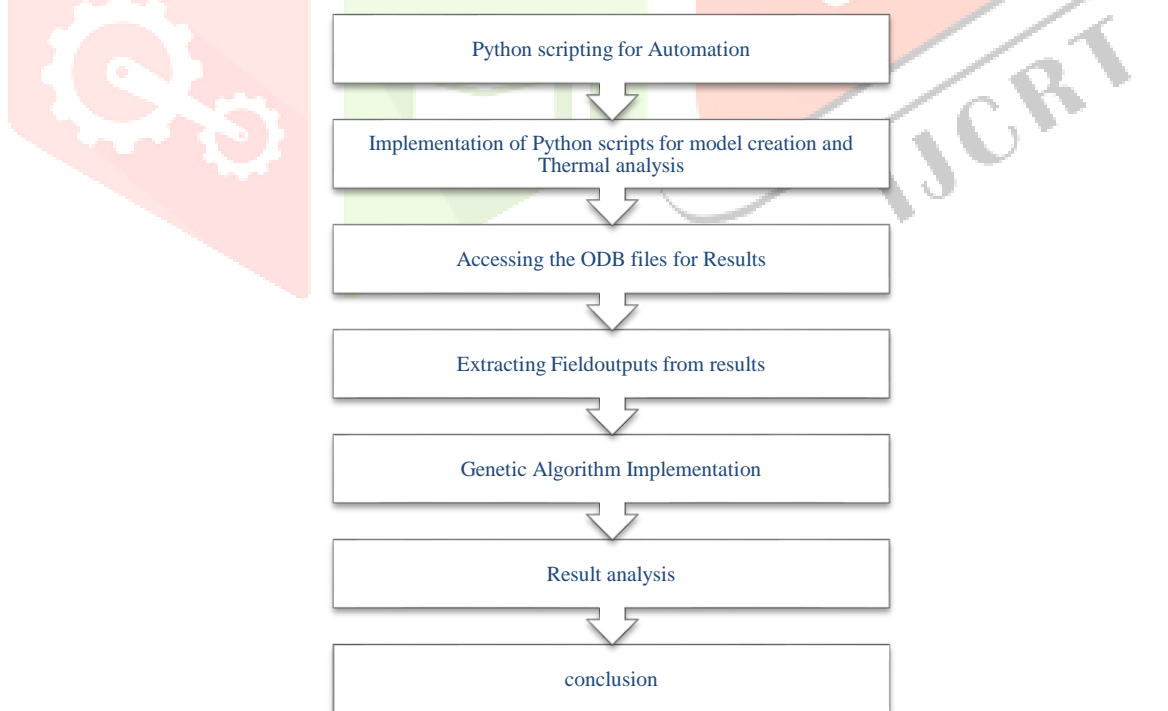 Python scripting for Automation
Implementation of Python scripts for model creation and
Thermal analysis
IJCRT
Accessing the ODB files for Results
Extracting Fieldoutputs from results
Genetic Algorithm Implementation
Result analysis
conclusion